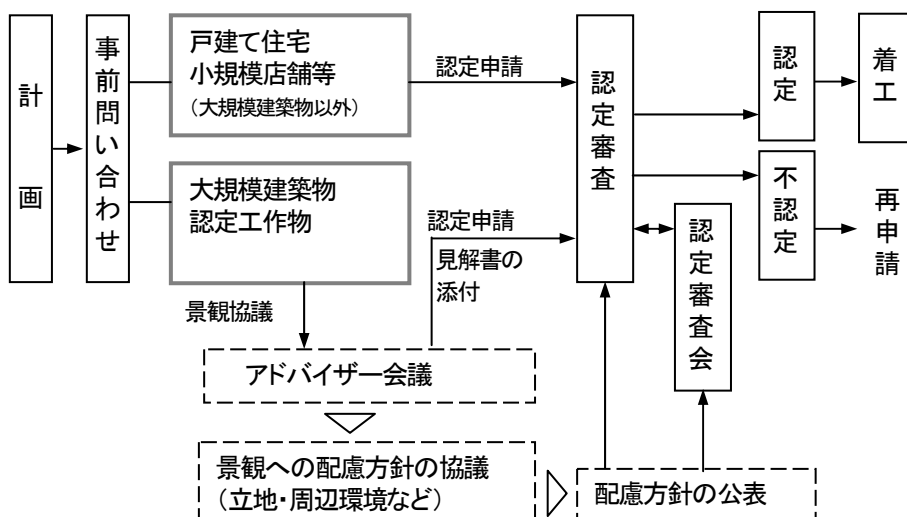 計画
事前問い合わせ
戸建て住宅
小規模店舗等
（大規模建築物以外）
認定申請
大規模建築物
認定工作物
認定申請
見解書の
添付
景観協議
アドバイザー会議
景観への配慮方針の協議
（立地・周辺環境など）
配慮方針の公表
認定審査
認定審査会
認定
着工
不認定
再申請